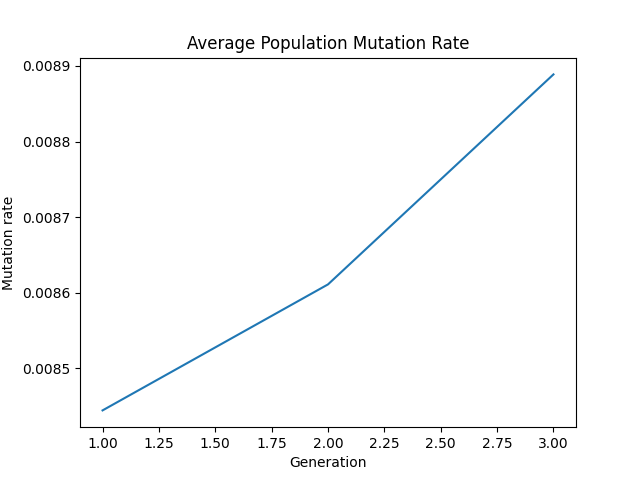 Average Population Mutation Rate
0.0089
0.0088
0.0087
0.0086
0.0085
Mutation rate
1.00 1.25 1.50 1.75 2.00 2.25 2.50 2.75 3.00
Generation